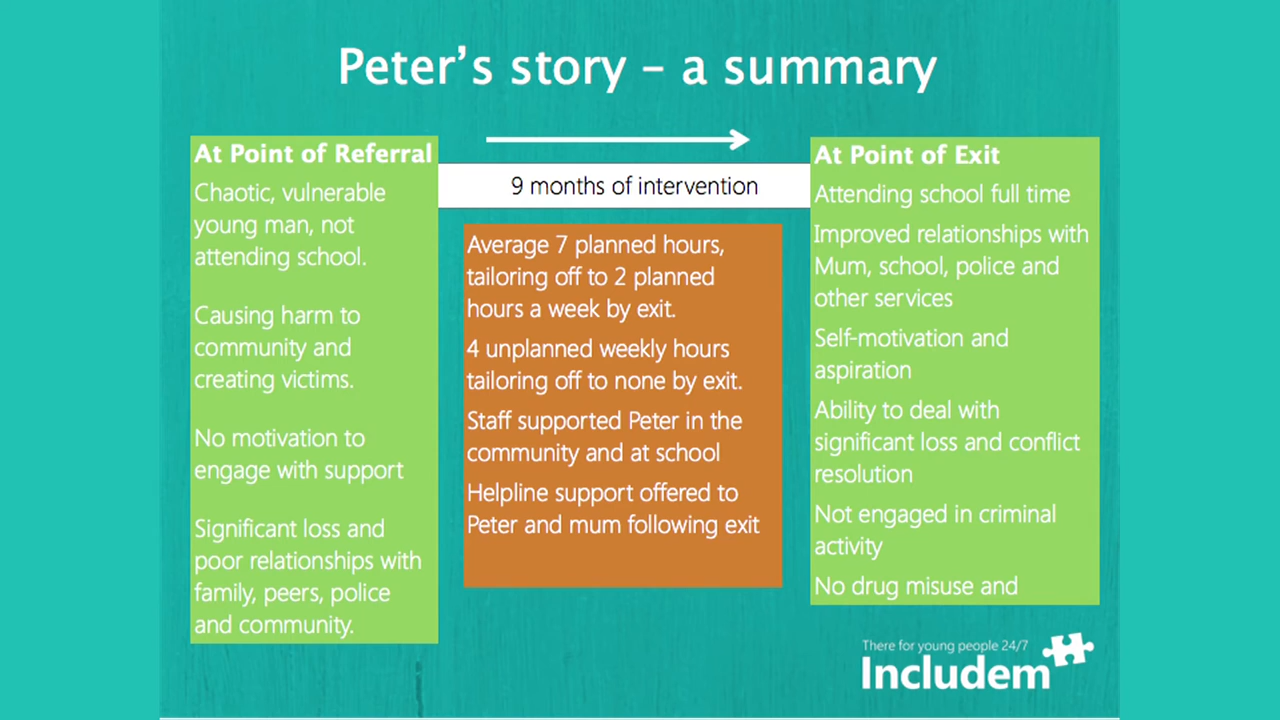 Peter's story – a summary
At Point of Referral
Chaotic, vulnerable
young man, not
attending school.
Causing harm to
community and
creating victims.
No motivation to
engage with support
Significant loss and
poor relationships with
family, peers, police
and community.
9 months of intervention
Average 7 planned hours,
tailoring off to 2 planned
hours a week by exit.
4 unplanned weekly hours
tailoring off to none by exit.
Staff supported Peter in the
community and at school
Helpline support offered to
Peter and mum following exit
At Point of Exit
Attending school full time
Improved relationships with
Mum, school, police and
other services
Self-motivation and
aspiration
Ability to deal with
significant loss and conflict
resolution
Not engaged in criminal
activity
No drug misuse and
There for young people 24/7
Includem